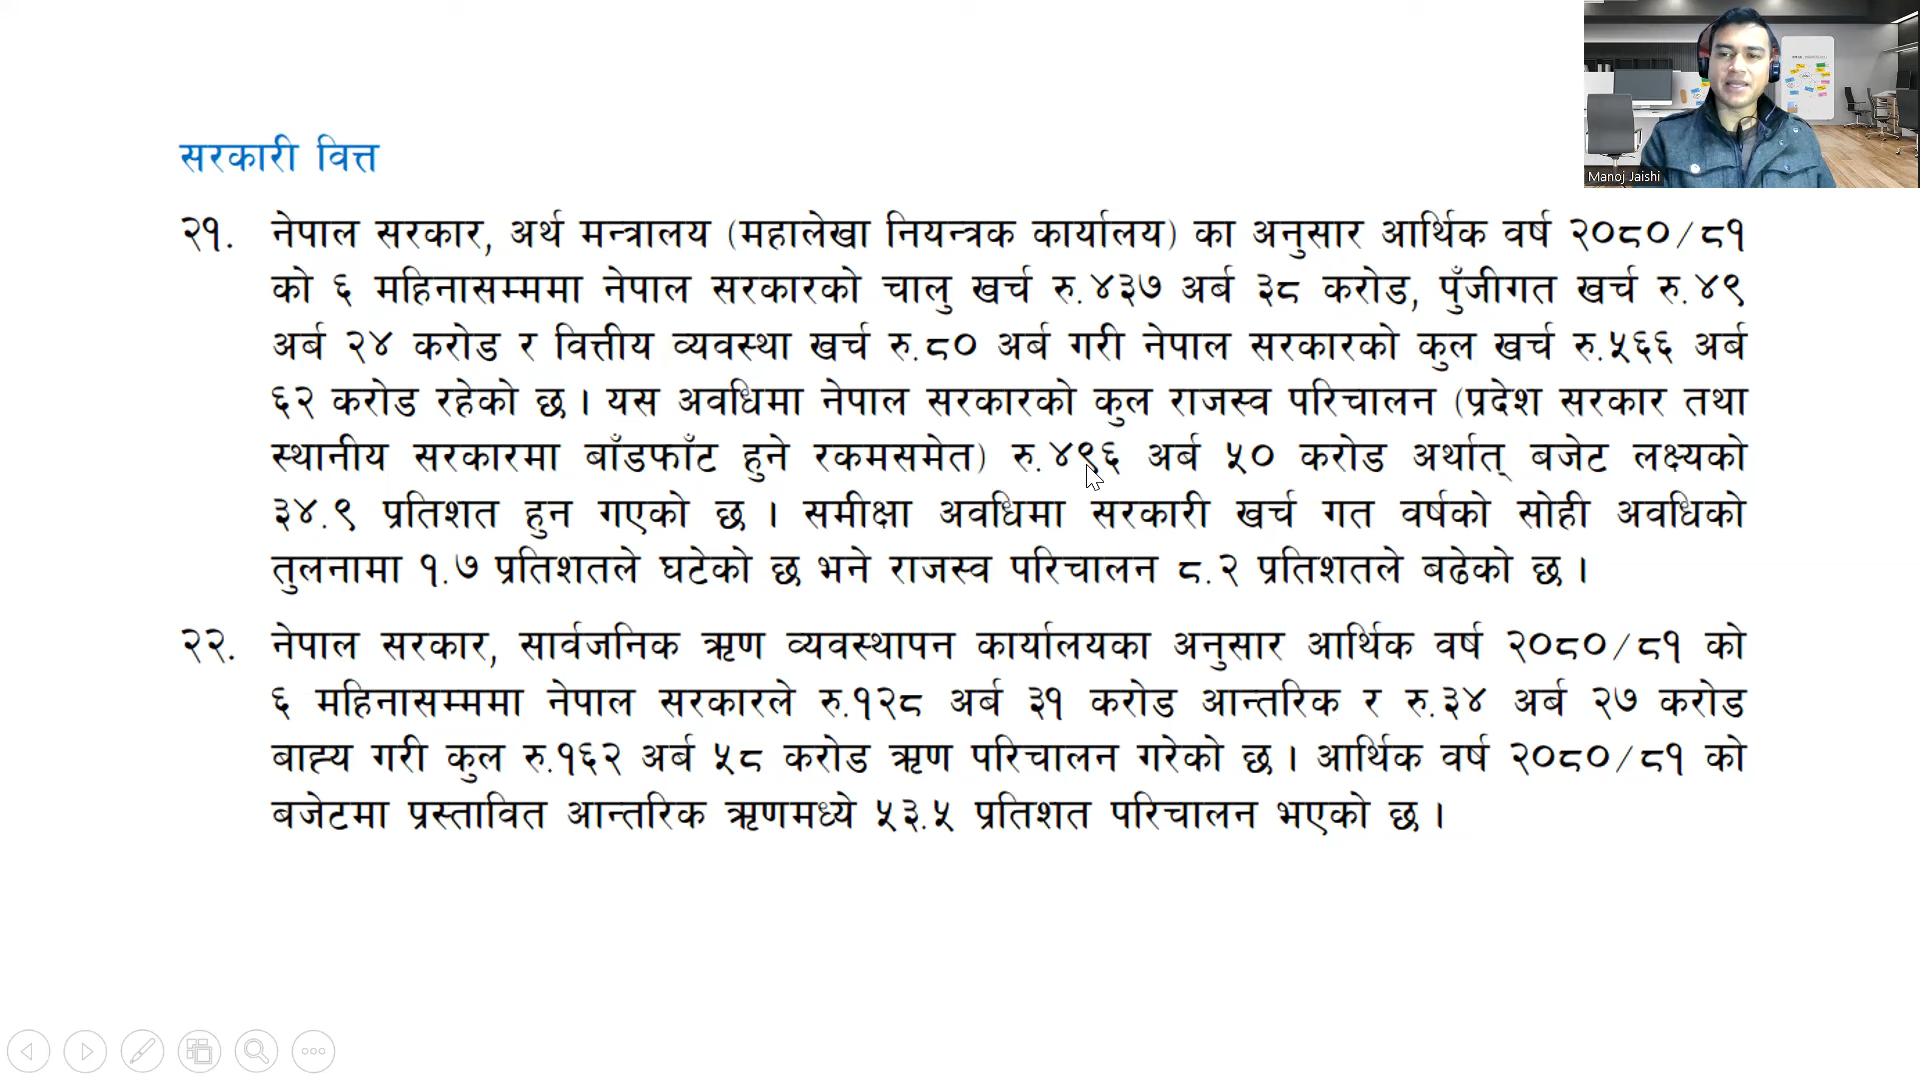 सरकारी वित्त
Manoj Jaishi
२१. नेपाल सरकार, अर्थ मन्त्रालय (महालेखा नियन्त्रक कार्यालय) का अनुसार आर्थिक वर्ष २०८०/८१
को ६ महिनासम्ममा नेपाल सरकारको चालु खर्च रु.४३७ अर्ब ३८ करोड, पुँजीगत खर्च रु.४९
अर्ब २४ करोड र वित्तीय व्यवस्था खर्च रु.८० अर्ब गरी नेपाल सरकारको कुल खर्च रु.५६६ अर्ब
६२ करोड रहेको छ । यस अवधिमा नेपाल सरकारको कुल राजस्व परिचालन (प्रदेश सरकार तथा
स्थानीय सरकारमा बाँडफाँट हुने रकमसमेत) रु.४९६ अर्ब ५० करोड अर्थात् बजेट लक्ष्यको
३४.९ प्रतिशत हुन गएको छ । समीक्षा अवधिमा सरकारी खर्च गत वर्षको सोही अवधिको
तुलनामा १.७ प्रतिशतले घटेको छ भने राजस्व परिचालन ८.२ प्रतिशतले बढेको छ ।
२२. नेपाल सरकार, सार्वजनिक ऋण व्यवस्थापन कार्यालयका अनुसार आर्थिक वर्ष २०८०/८१ को
६ महिनासम्ममा नेपाल सरकारले रु.१२८ अर्ब ३१ करोड आन्तरिक र रु.३४ अर्ब २७ करोड
बाह्य गरी कुल रु.१६२ अर्ब ५८ करोड ऋण परिचालन गरेको छ । आर्थिक वर्ष २०८०/८१ को
बजेटमा प्रस्तावित आन्तरिक ऋणमध्ये ५३.५ प्रतिशत परिचालन भएको छ ।